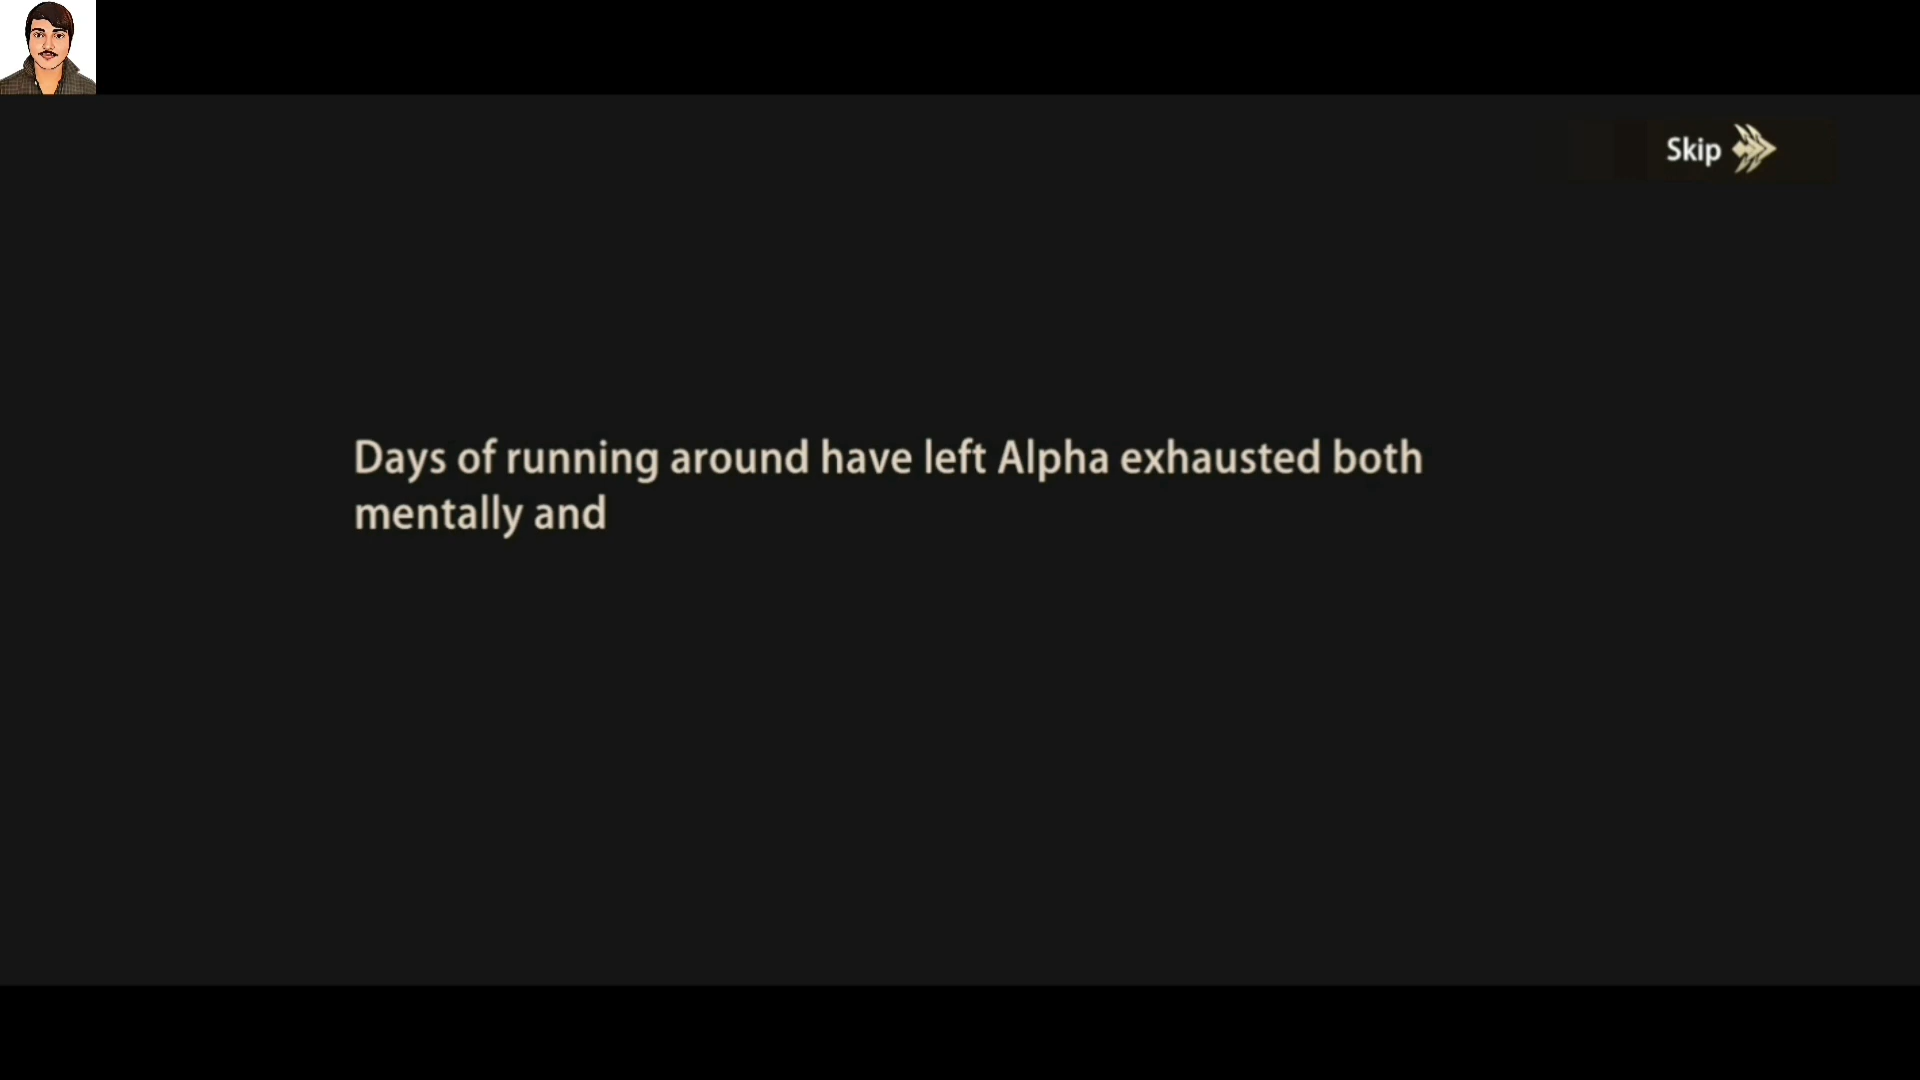 Skip
Days of running around have left Alpha exhausted both
mentally and